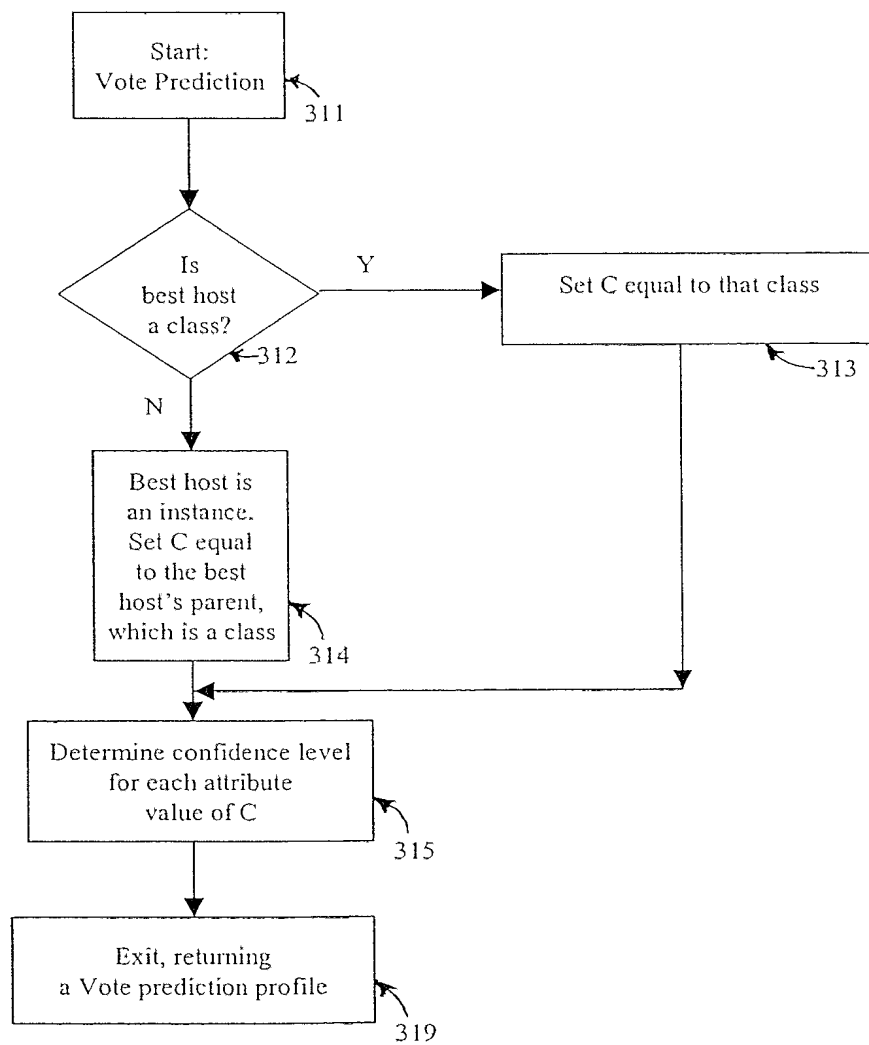 Start:
Vote Prediction
311
Is
best host
a class?
312
Y
Set C equal to that class
313
N
Best host is
an instance.
Set C equal
to the best
host's parent,
which is a class
314
Determine confidence level
for each attribute
value of C
315
Exit, returning
a Vote prediction profile
319